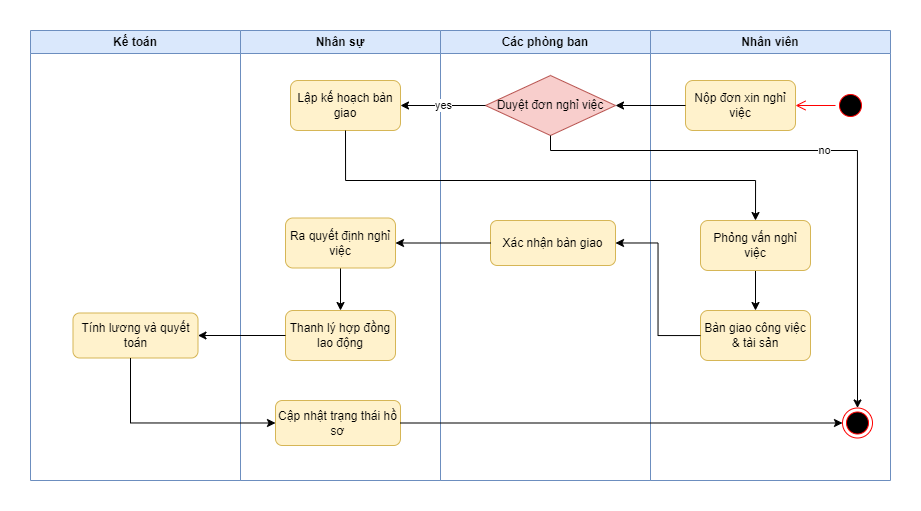 Kế toán
Nhân sự
Các phòng ban
Nhân viên
Lập kế hoạch bàn
giao
yes
Duyệt đơn nghỉ việc
Nộp đơn xin nghỉ
việc
no
Ra quyết định nghỉ
việc
Xác nhận bàn giao
Phỏng vấn nghỉ
việc
Tính lương và quyết
toán
Thanh lý hợp đồng
lao động
Bàn giao công việc
& tài sản
Cập nhật trạng thái hồ
sơ